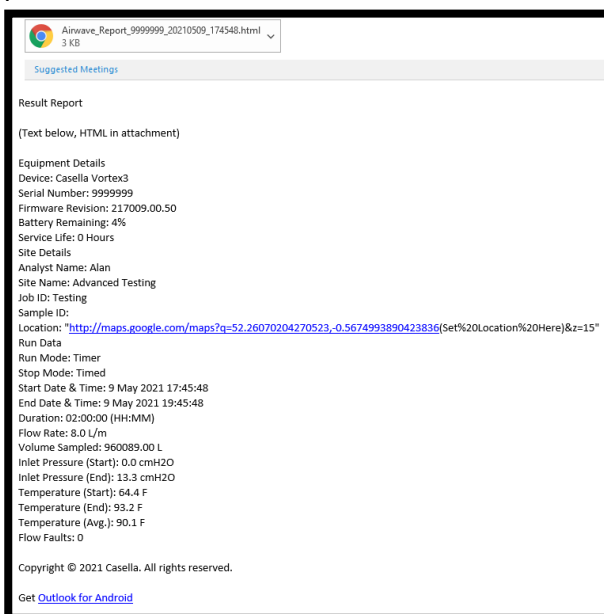 Airwave_Report_9999999_20210509_174548.html
3 KB
Suggested Meetings
Result Report
(Text below, HTML in attachment)
Equipment Details
Device: Casella Vortex3
Serial Number: 9999999
Firmware Revision: 217009.00.50
Battery Remaining: 4%
Service Life: 0 Hours
Site Details
Analyst Name: Alan
Site Name: Advanced Testing
Job ID: Testing
Sample ID:
Location: "http://maps.google.com/maps?q=52.26070204270523,-0.5674993890423836(Set%20Location%20Here)&z=15"
Run Data
Run Mode: Timer
Stop Mode: Timed
Start Date & Time: 9 May 2021 17:45:48
End Date & Time: 9 May 2021 19:45:48
Duration: 02:00:00 (HH:MM)
Flow Rate: 8.0 L/m
Volume Sampled: 960089.00 L
Inlet Pressure (Start): 0.0 cmH2O
Inlet Pressure (End): 13.3 cmH2O
Temperature (Start): 64.4 F
Temperature (End): 93.2 F
Temperature (Avg.): 90.1 F
Flow Faults: 0
Copyright © 2021 Casella. All rights reserved.
Get Outlook for Android